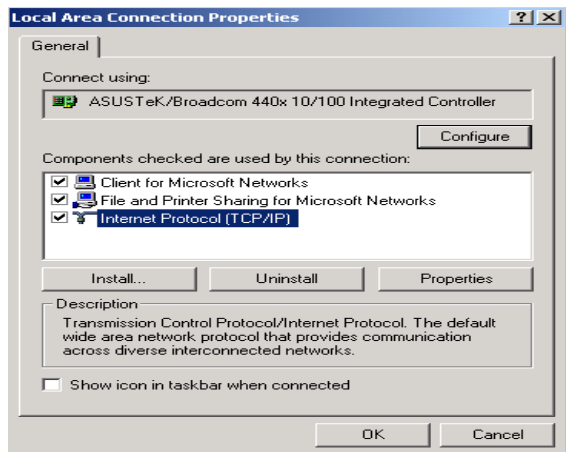 Local Area Connection Properties
General
Connect using:
ASUSTeK/Broadcom 440x 10/100 Integrated Controller
Configure
Components checked are used by this connection:
Client for Microsoft Networks
File and Printer Sharing for Microsoft Networks
Internet Protocol (TCP/IP)
Install... Uninstall Properties
Description
Transmission Control Protocol/Internet Protocol. The default
wide area network protocol that provides communication
across diverse interconnected networks.
Show icon in taskbar when connected
OK Cancel